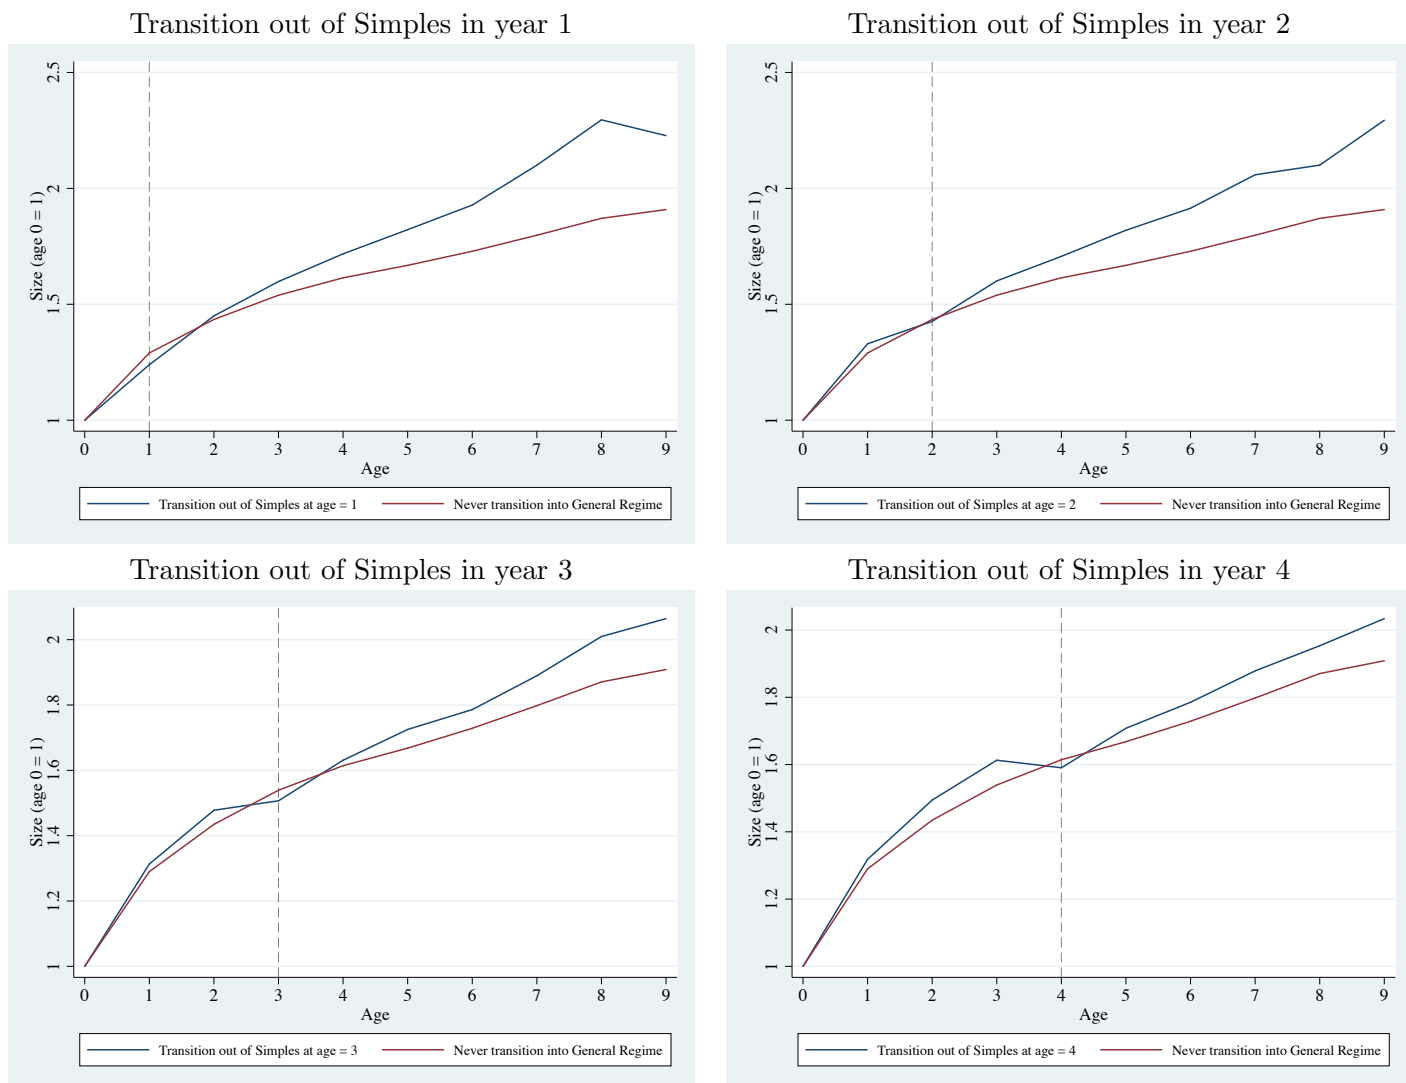 Transition out of Simples in year 1
Size (age 0 = 1)
2.5
2
1.5
1
0 1 2 3 4 5 6 7 8 9
Age
Transition out of Simples at age = 1 Never transition into General Regime
Transition out of Simples in year 2
Size (age 0 = 1)
2.5
2
1.5
1
0 1 2 3 4 5 6 7 8 9
Age
Transition out of Simples at age = 2 Never transition into General Regime
Transition out of Simples in year 3
Size (age 0 = 1)
2
1.8
1.6
1.4
1.2
1
0 1 2 3 4 5 6 7 8 9
Age
Transition out of Simples at age = 3 Never transition into General Regime
Transition out of Simples in year 4
Size (age 0 = 1)
2
1.8
1.6
1.4
1.2
1
0 1 2 3 4 5 6 7 8 9
Age
Transition out of Simples at age = 4 Never transition into General Regime